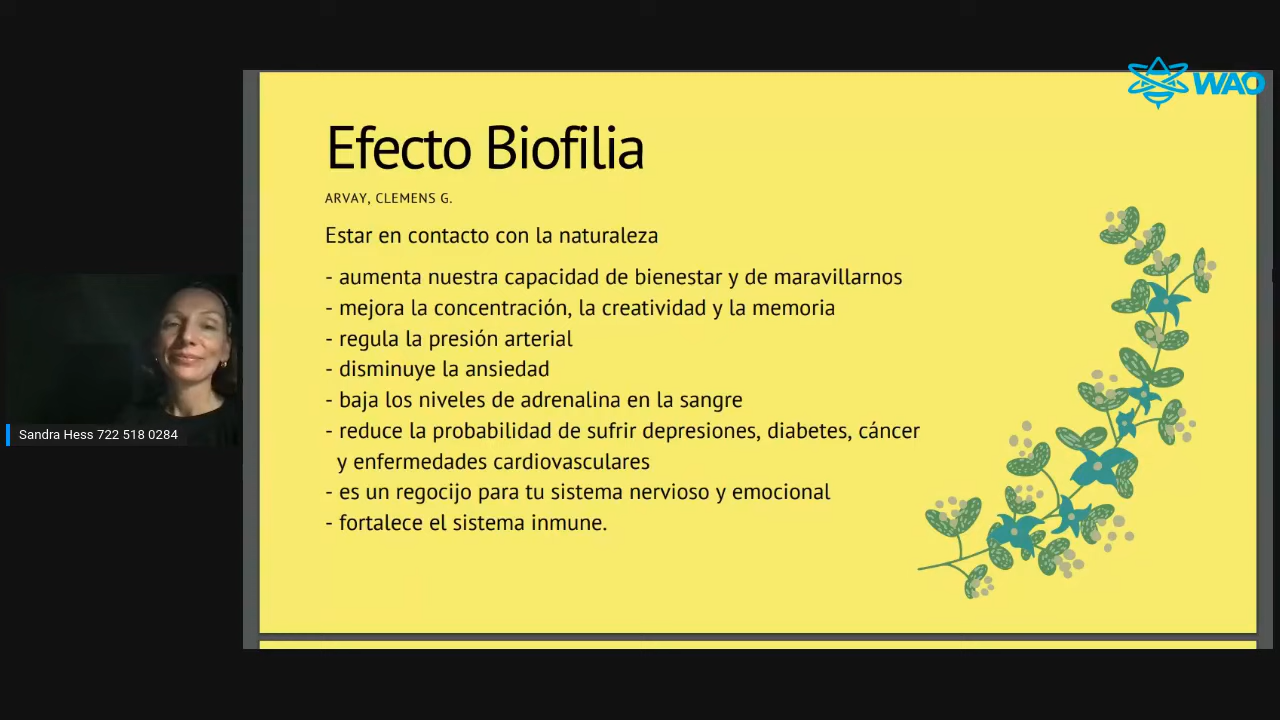 WAO
Efecto Biofilia
ARVAY, CLEMENS G.
Estar en contacto con la naturaleza
- aumenta nuestra capacidad de bienestar y de maravillarnos
- mejora la concentración, la creatividad y la memoria
- regula la presión arterial
- disminuye la ansiedad
- baja los niveles de adrenalina en la sangre
- reduce la probabilidad de sufrir depresiones, diabetes, cáncer
y enfermedades cardiovasculares
- es un regocijo para tu sistema nervioso y emocional
- fortalece el sistema inmune.
Sandra Hess 722 518 0284